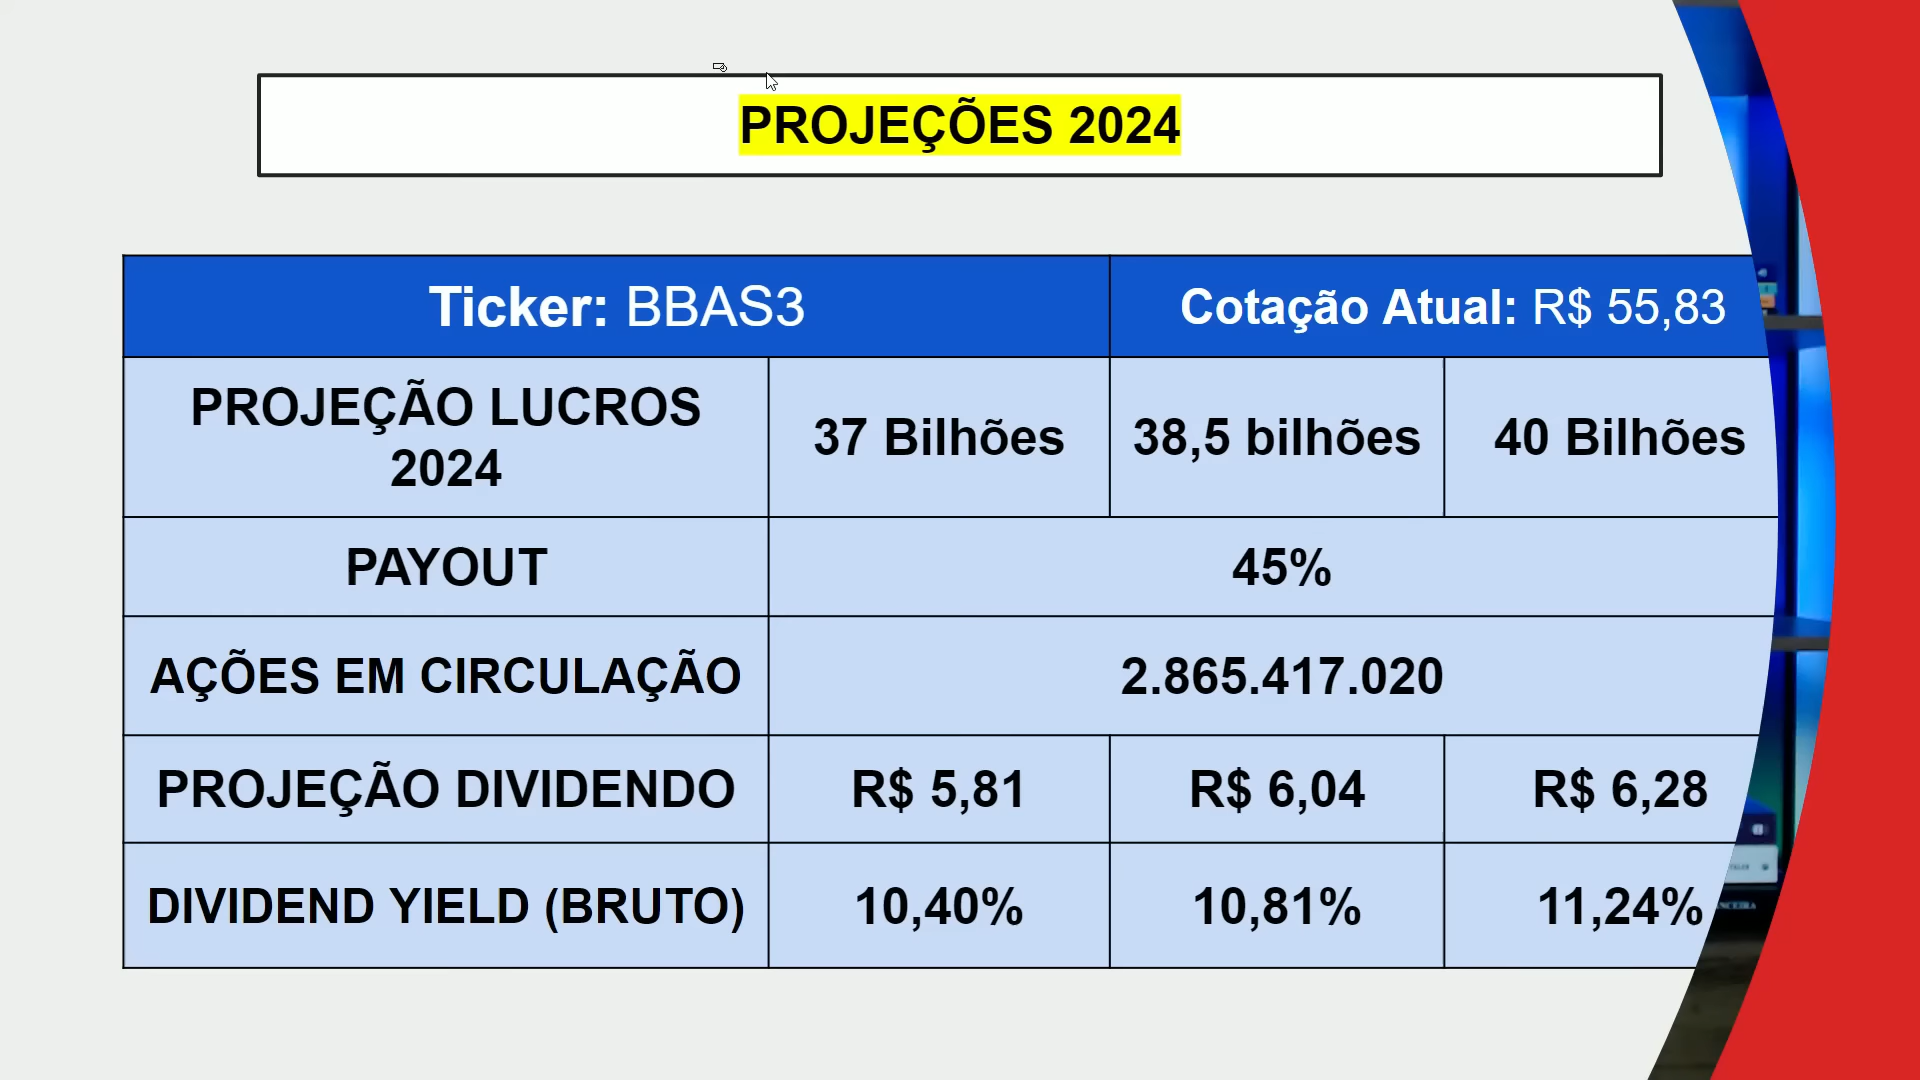 PROJEÇÕES 2024
Ticker: BBAS3
Cotação Atual: R$ 55,83
PROJEÇÃO LUCROS
2024
37 Bilhões
38,5 bilhões
40 Bilhões
PAYOUT
45%
AÇÕES EM CIRCULAÇÃO
2.865.417.020
PROJEÇÃO DIVIDENDO
R$ 5,81
R$ 6,04
R$ 6,28
DIVIDEND YIELD (BRUTO)
10,40%
10,81%
11,24%